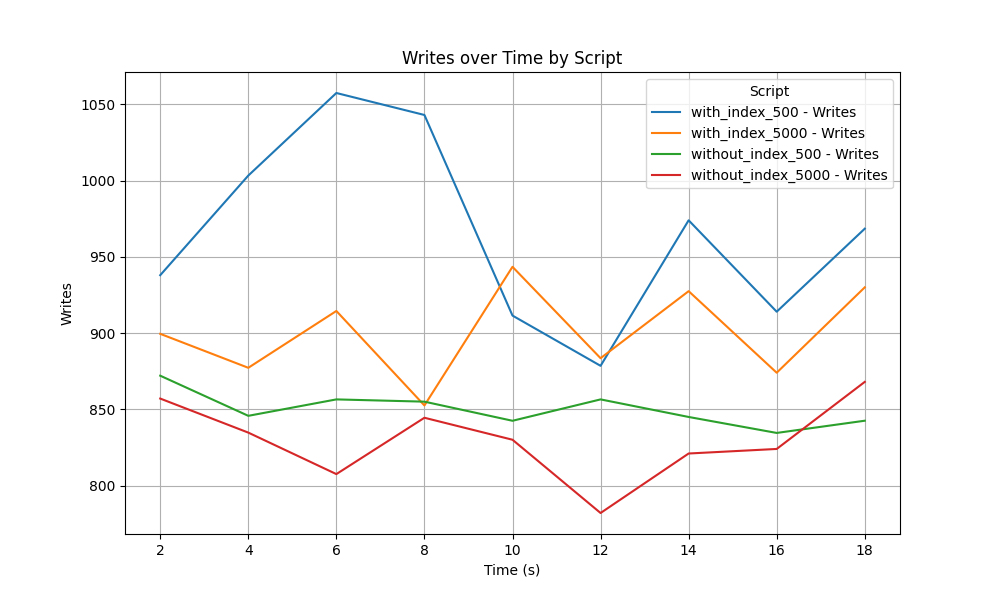 Writes over Time by Script
Writes
1050
1000
950
900
850
800
Script
with_index_500 - Writes
with_index_5000 - Writes
without_index_500 - Writes
without_index_5000 - Writes
2 4 6 8 10 12 14 16 18
Time (s)